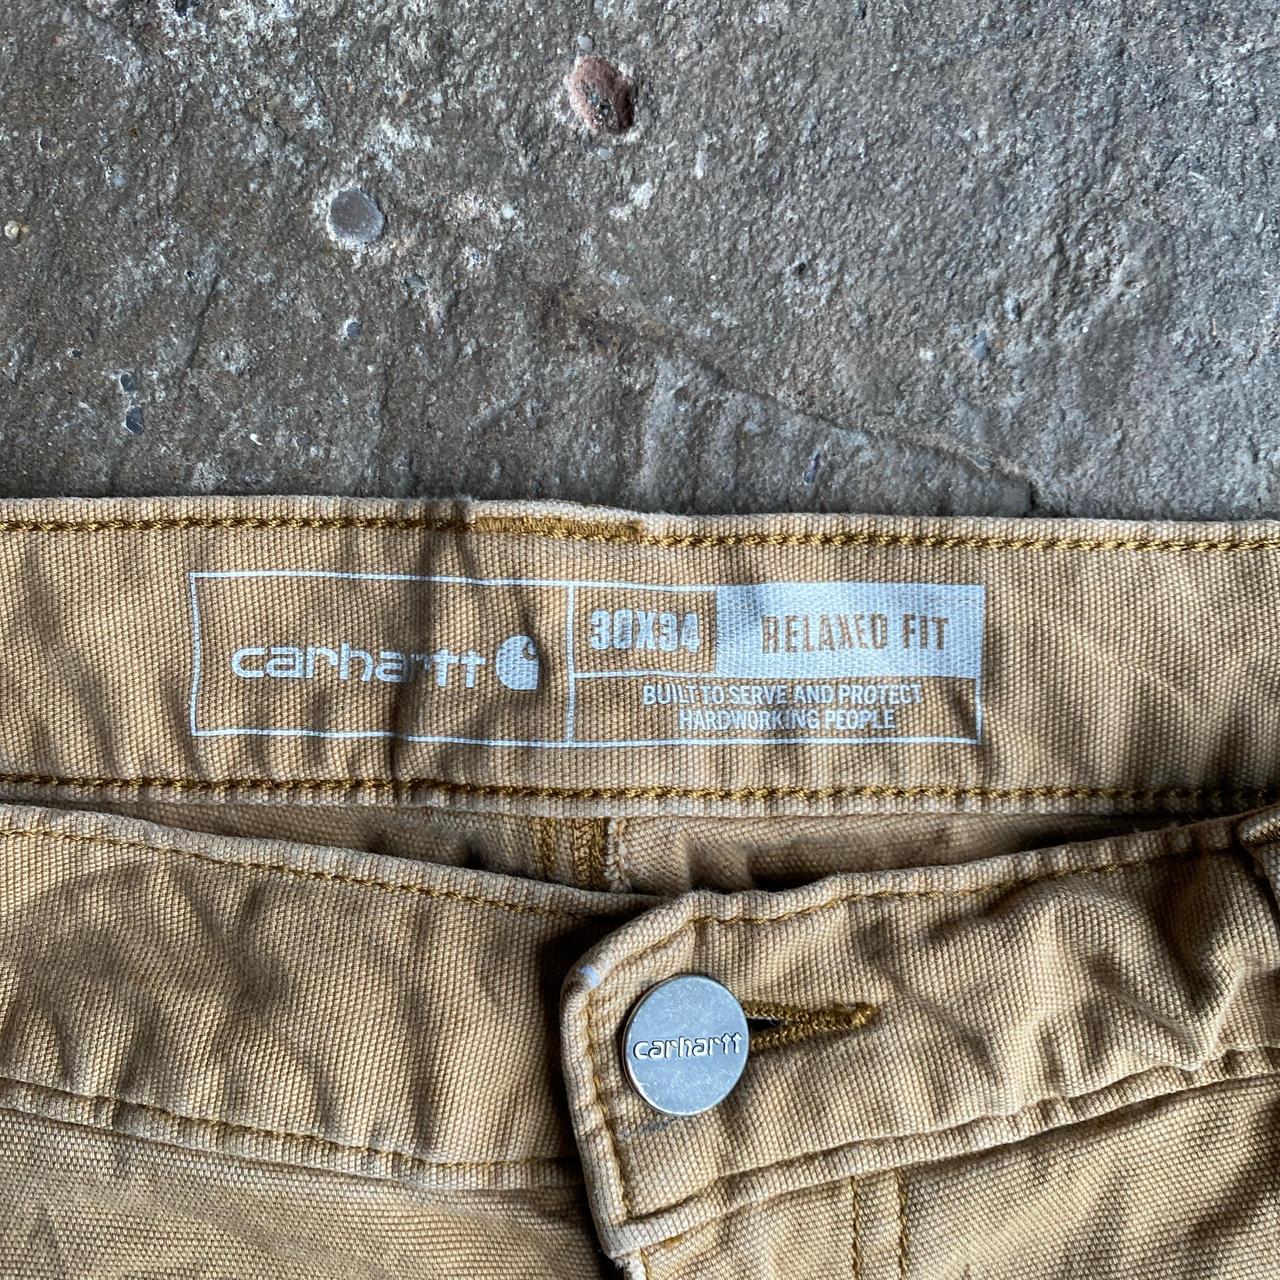 carhartt
30X34
RELAXED FIT
BUILT TO SERVE AND PROTECT
HARDWORKING PEOPLE
carhartt